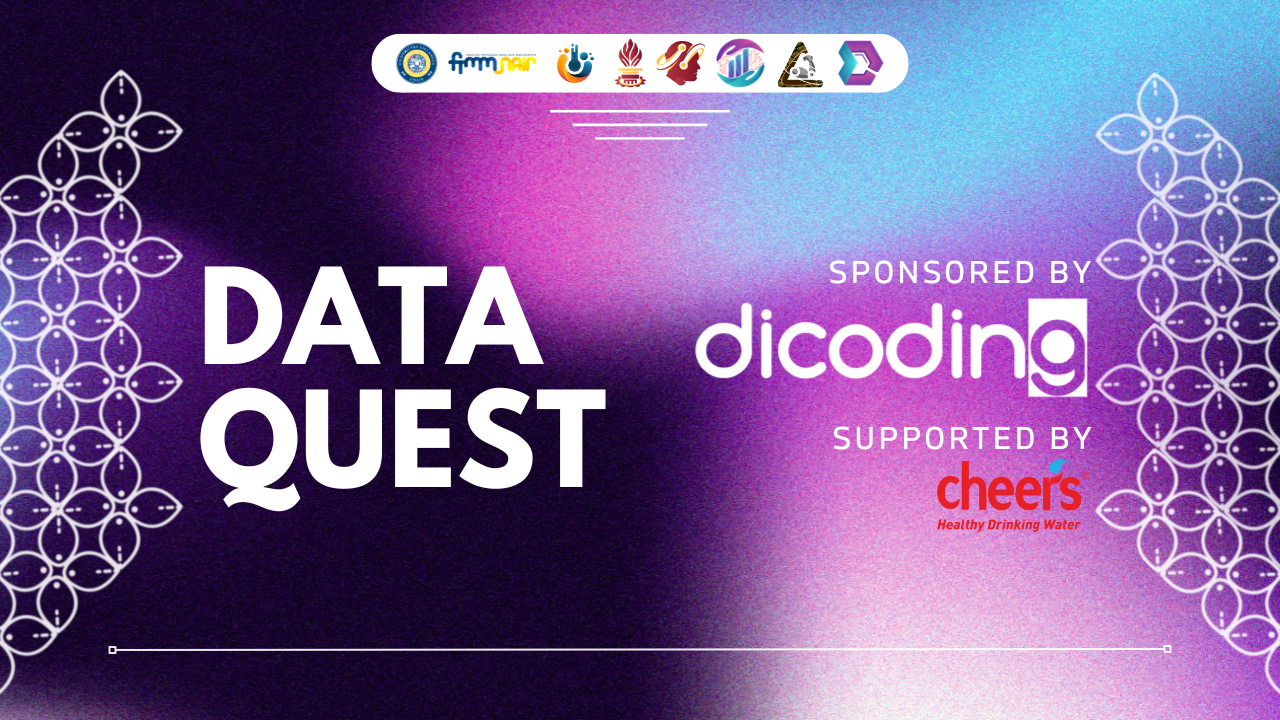 DATA
QUEST
SPONSORED BY
dicoding
SUPPORTED BY
cheers
Healthy Drinking Water